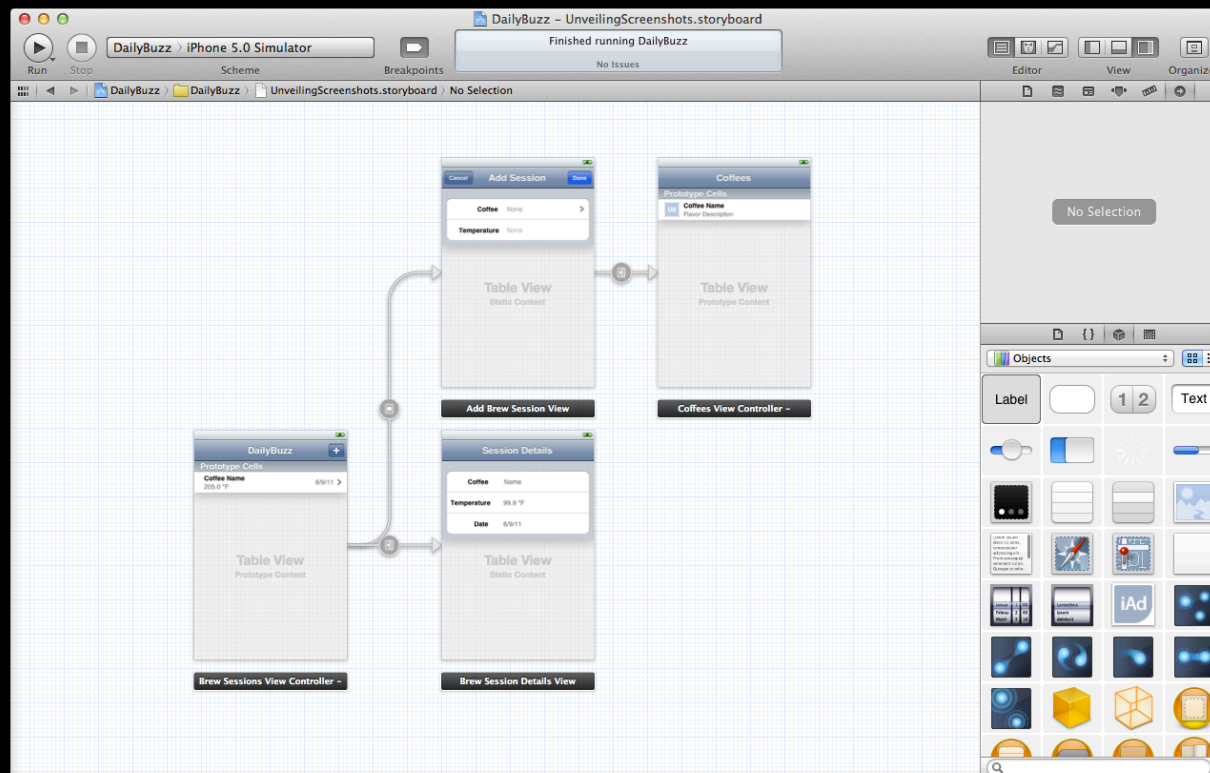 DailyBuzz – UnveilingScreenshots.storyboard
DailyBuzz › iPhone 5.0 Simulator
Finished running DailyBuzz
No Issues
Run Stop Scheme Breakpoints Editor View Organiz
DailyBuzz DailyBuzz UnveilingScreenshots.storyboard No Selection
Cancel Add Session Done
Coffee None
Temperature None
Table View
Static Content
Add Brew Session View
Coffees
Prototype Cells
Coffee Name
Flavor Description
Table View
Prototype Content
Coffees View Controller –
DailyBuzz +
Prototype Cells
Coffee Name
205.0 °F
6/9/11
Table View
Prototype Content
Brew Sessions View Controller –
Session Details
Coffee Name
Temperature 99.9 °F
Date 6/9/11
Table View
Static Content
Brew Session Details View
No Selection
{ }
Objects
Label
1 2
Text
iAd